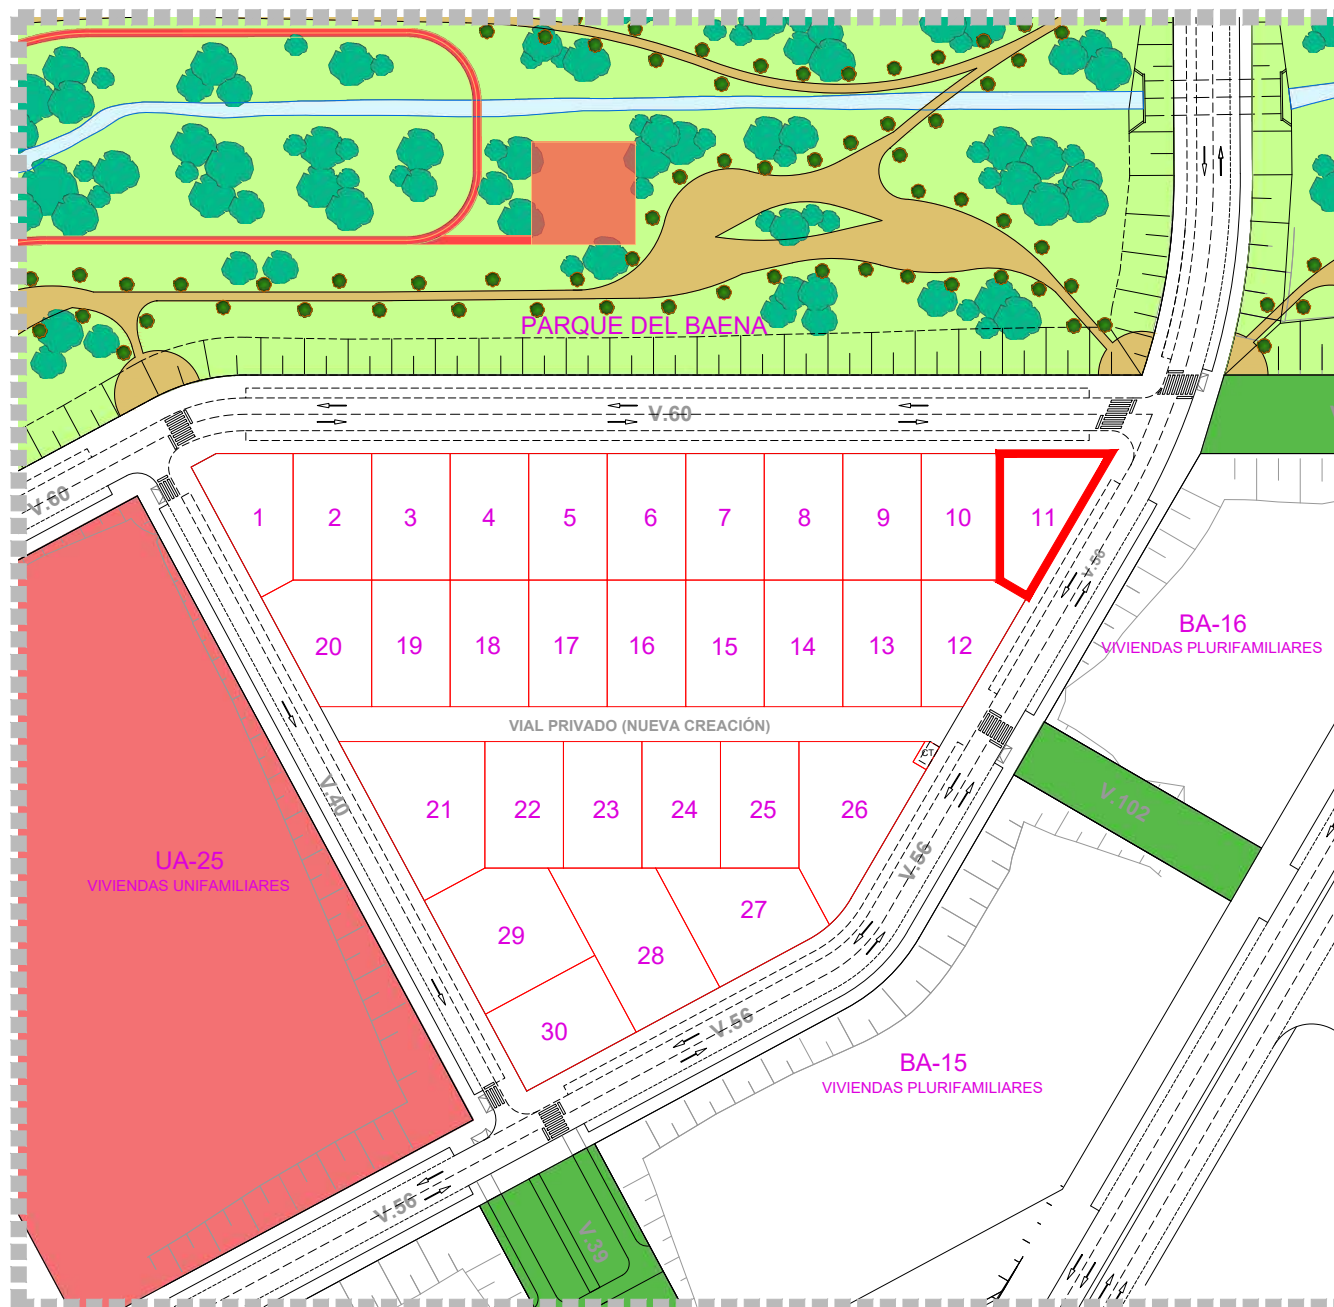 PARQUE DEL BAENA
V.60
V.60
1
2
3
4
5
6
7
8
9
10
11
V.56
20
19
18
17
16
15
14
13
12
BA-16
VIVIENDAS PLURIFAMILIARES
VIAL PRIVADO (NUEVA CREACIÓN)
CT
V.40
21
22
23
24
25
26
V.102
UA-25
VIVIENDAS UNIFAMILIARES
V.56
27
29
28
30
V.56
BA-15
VIVIENDAS PLURIFAMILIARES
V.56
V.39